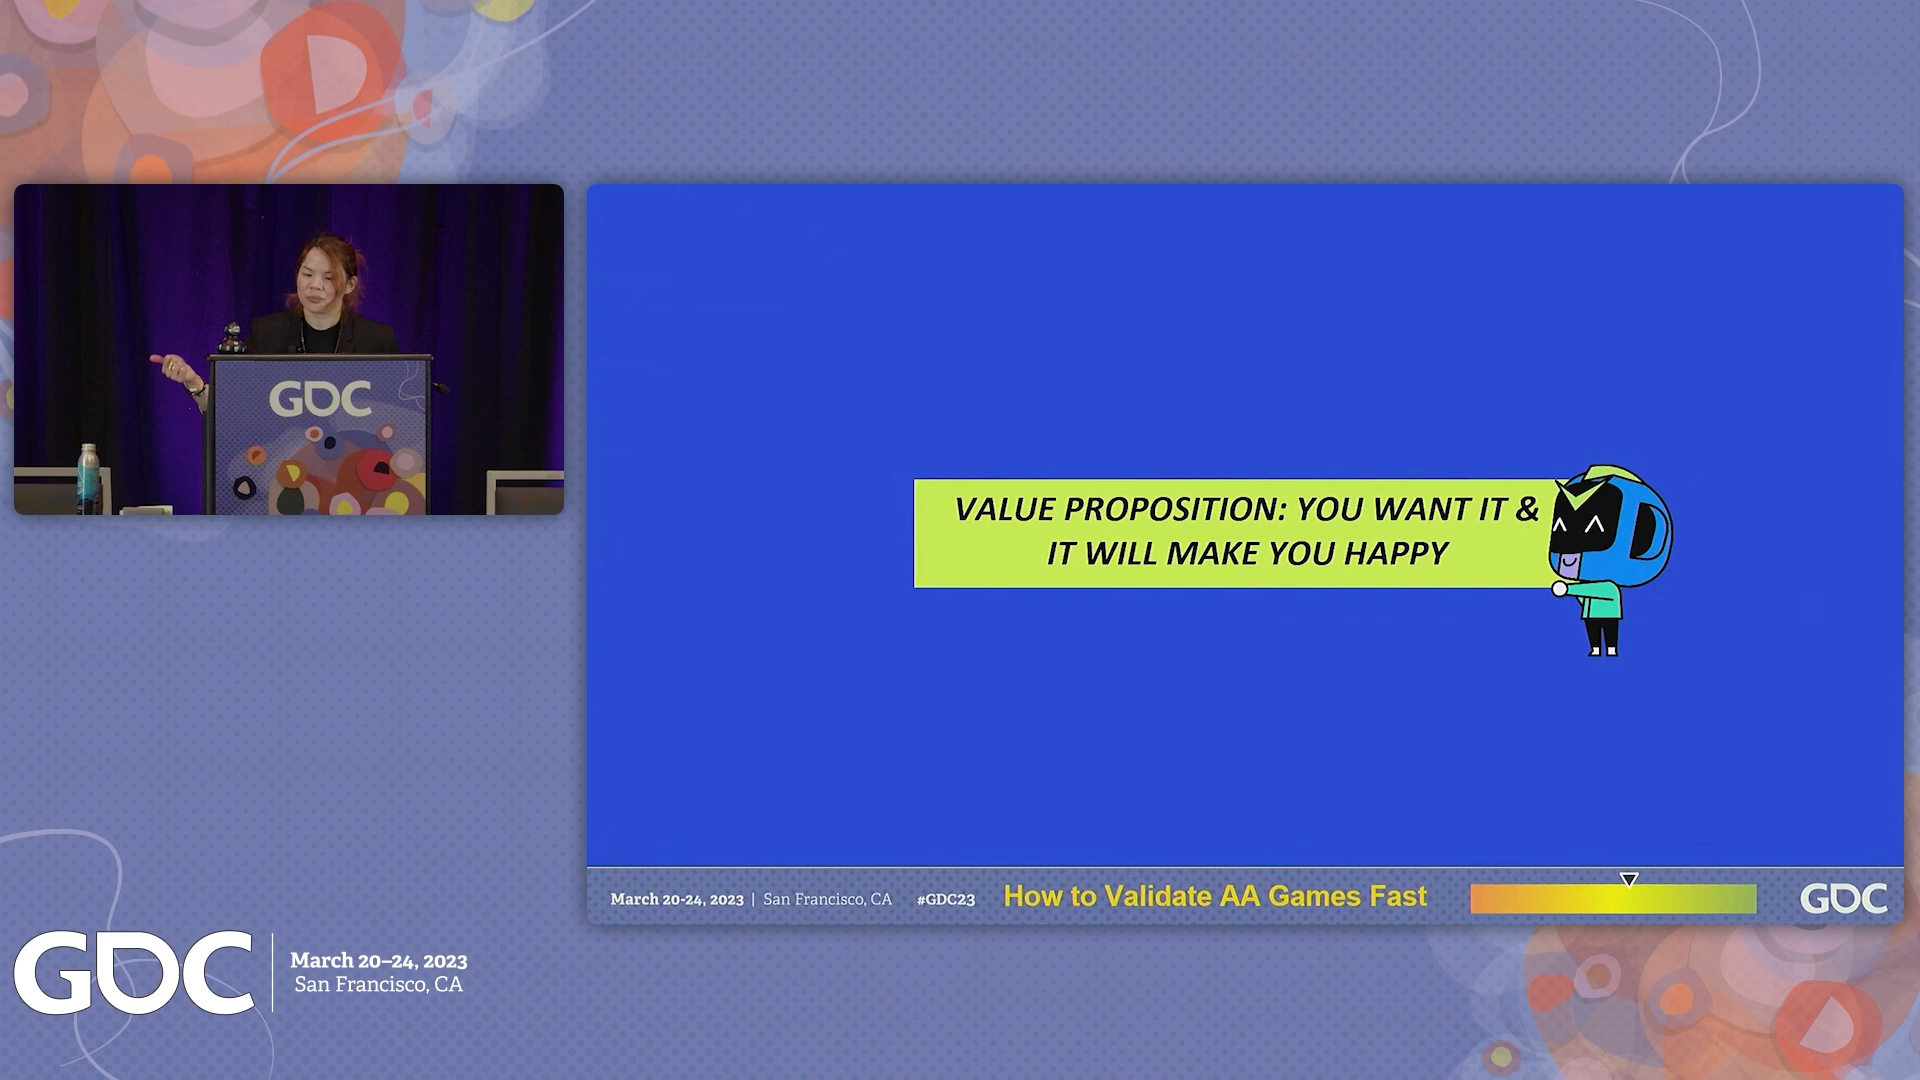 GDC
VALUE PROPOSITION: YOU WANT IT &
IT WILL MAKE YOU HAPPY
D
March 20-24, 2023 | San Francisco, CA #GDC23 How to Validate AA Games Fast GDC
GDC
March 20–24, 2023
San Francisco, CA